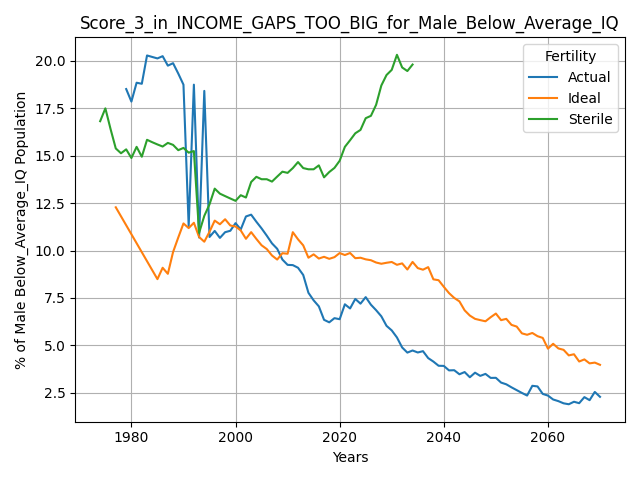 Score_3_in_INCOME_GAPS_TOO_BIG_for_Male_Below_Average_IQ
% of Male Below_Average_IQ Population
20.0
17.5
15.0
12.5
10.0
7.5
5.0
2.5
Fertility
Actual
Ideal
Sterile
1980
2000
2020
2040
2060
Years